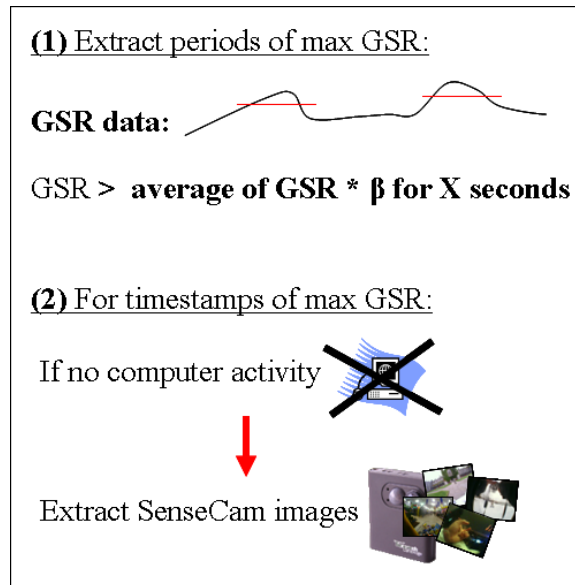 (1) Extract periods of max GSR:
GSR data:
GSR > average of GSR * β for X seconds
(2) For timestamps of max GSR:
If no computer activity
Extract SenseCam images